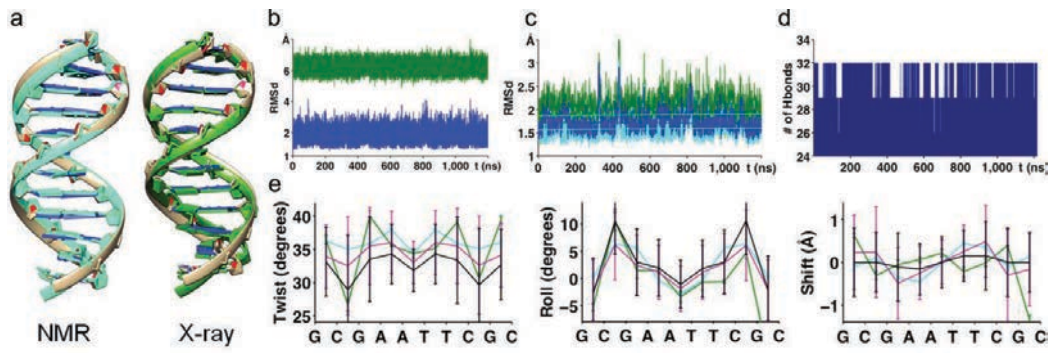 a
NMR
X-ray
b
Å
6
4
2
1
RMSd
0 200 400 600 800 1,000 t (ns)
c
Å
3
2.5
2
1.5
1
RMSd
0 200 400 600 800 1,000 t (ns)
d
34
32
30
28
26
24
# of Hbonds
200 400 600 800 1,000 t (ns)
e
40
35
30
25
Twist (degrees)
G C G A A T T C G C
10
5
0
−5
Roll (degrees)
G C G A A T T C G C
1
0
−1
Shift (Å)
G C G A A T T C G C